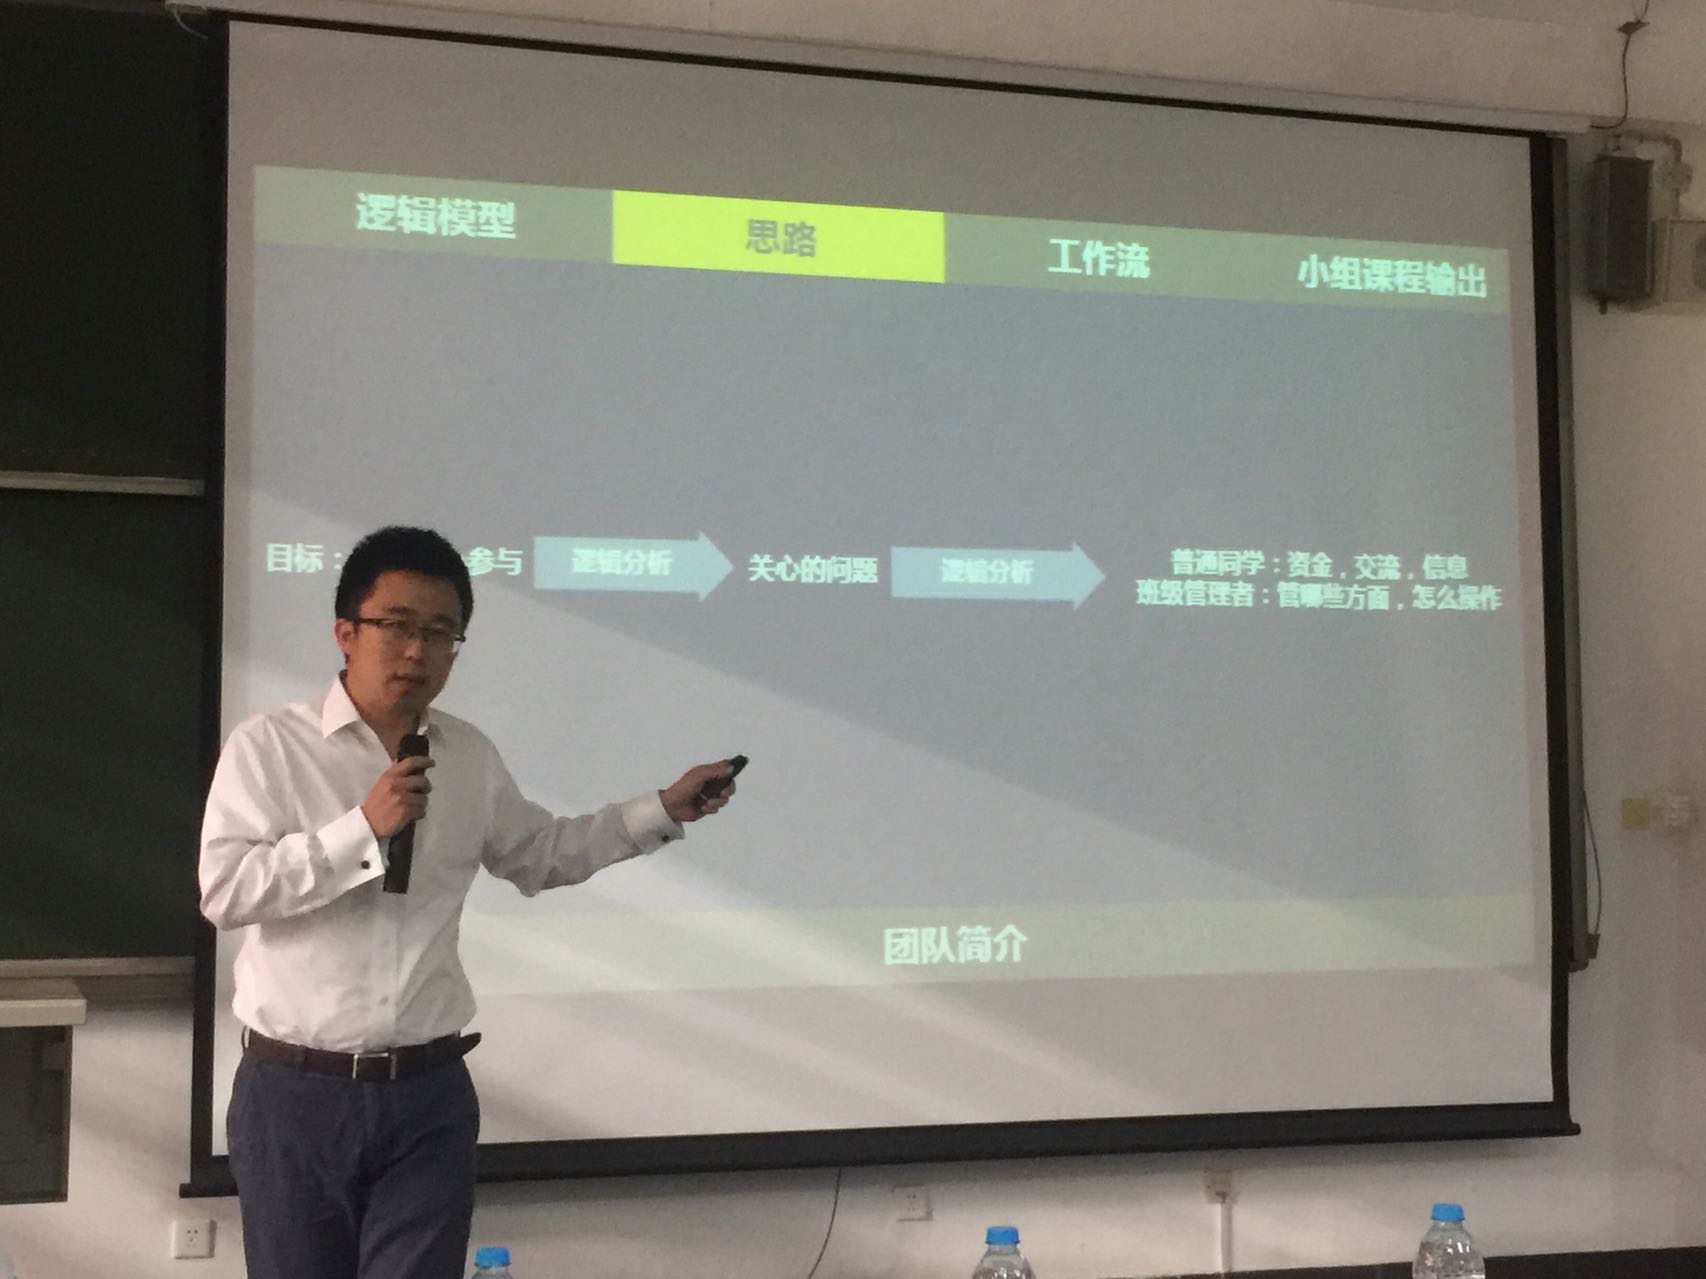 逻辑模型
思路
工作流
小组课程输出
目标：
参与
逻辑分析
关心的问题
逻辑分析
普通同学：资金，交流，信息
班级管理者：管哪些方面，怎么操作
团队简介